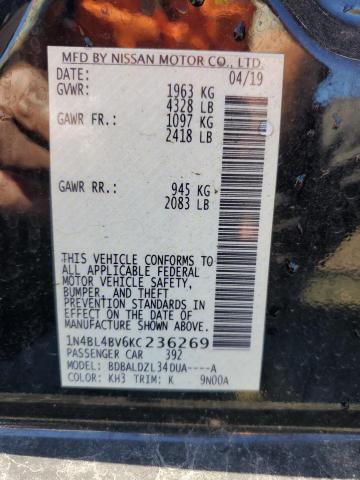 MFD BY NISSAN MOTOR CO., LTD.
DATE: 04/19
GVWR: 1963 KG
4328 LB
GAWR FR.: 1097 KG
2418 LB
GAWR RR.: 945 KG
2083 LB
THIS VEHICLE CONFORMS TO
ALL APPLICABLE FEDERAL
MOTOR VEHICLE SAFETY,
BUMPER, AND THEFT
PREVENTION STANDARDS IN
EFFECT ON THE DATE OF
MANUFACTURE SHOWN ABOVE.
1N4BL4BV6KC236269
PASSENGER CAR 392
MODEL: BDBALDZL34DUA----A
COLOR: KH3 TRIM: K 9N00A